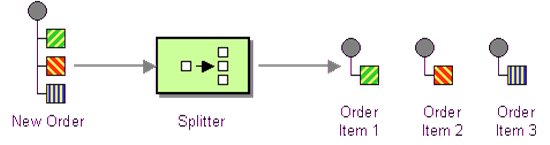 New Order
Splitter
Order
Item 1
Order
Item 2
Order
Item 3